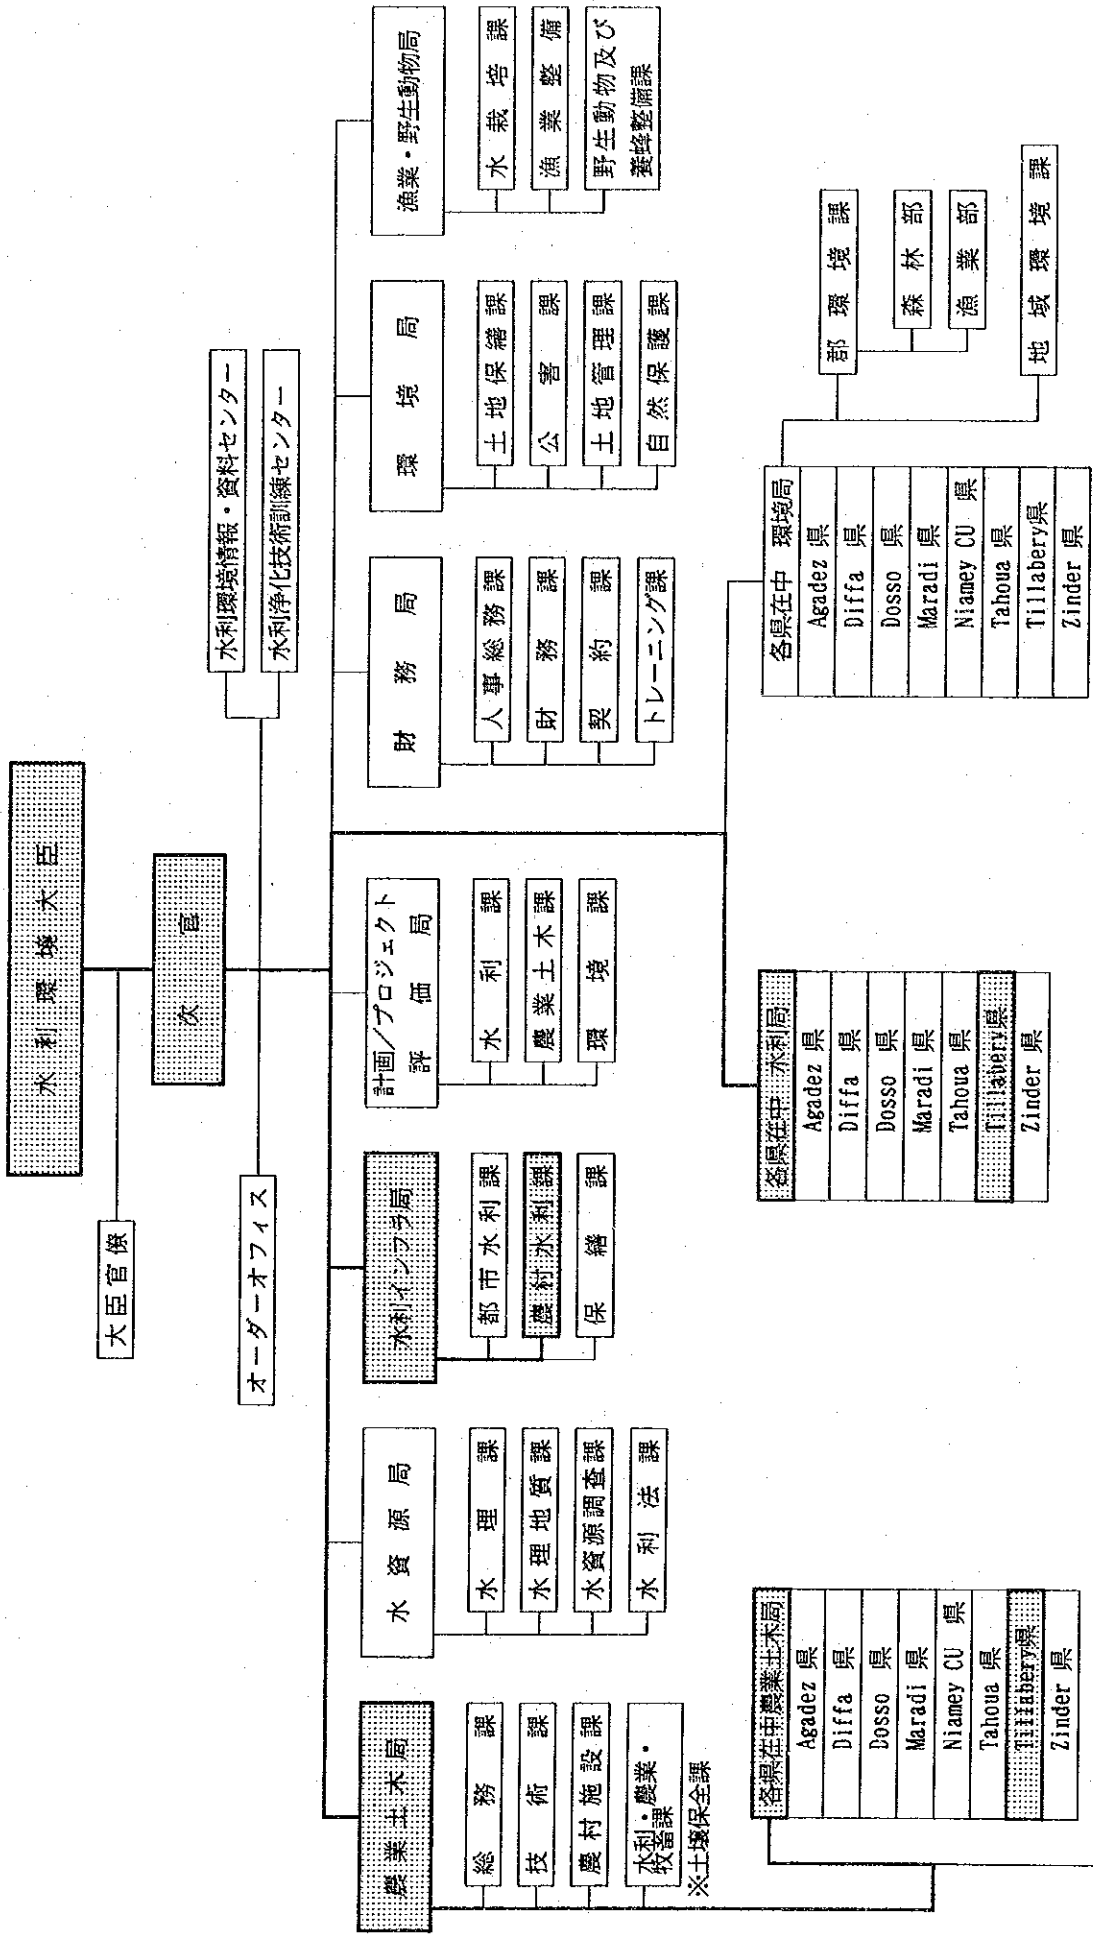 水利環境大臣
大臣官僚
次官
オーダーオフィス
水利環境情報・資料センター
水利浄化技術訓練センター
農業土木局
総務課
技術課
農村施設課
水利・農業・
牧畜課
※土壌保全課
水資源局
水理課
水理地質課
水資源調査課
水利法課
水利インフラ局
都市水利課
農村水利課
保繕課
計画/プロジェクト
評価局
水利課
農業土木課
環境課
財務局
人事総務課
財務課
契約課
トレーニング課
環境局
土地保繕課
公害課
土地管理課
自然保護課
漁業・野生動物局
水栽培課
漁業整備
野生動物及び
養蜂整備課
各県在中農業土木局
Agadez 県
Diffa 県
Dosso 県
Maradi 県
Niamey CU 県
Tahoua 県
Tillabery県
Zinder 県
各県在中 水利局
Agadez 県
Diffa 県
Dosso 県
Maradi 県
Tahoua 県
Tillabery県
Zinder 県
各県在中 環境局
Agadez 県
Diffa 県
Dosso 県
Maradi 県
Niamey CU 県
Tahoua 県
Tillabery県
Zinder 県
郡環境課
森林部
漁業部
地域環境課